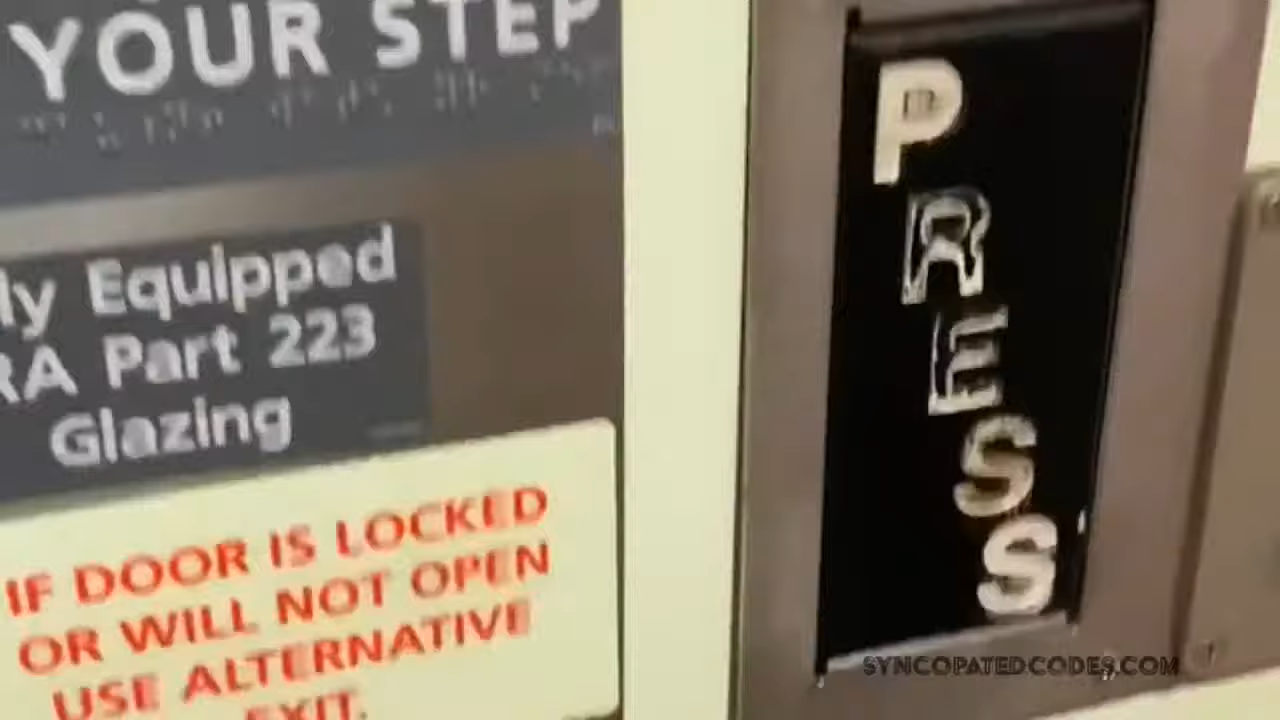 YOUR STEP
ly Equipped
RA Part 223
Glazing
IF DOOR IS LOCKED
OR WILL NOT OPEN
USE ALTERNATIVE
EXIT.
PRESS
SYNCOPATEDCODES.COM